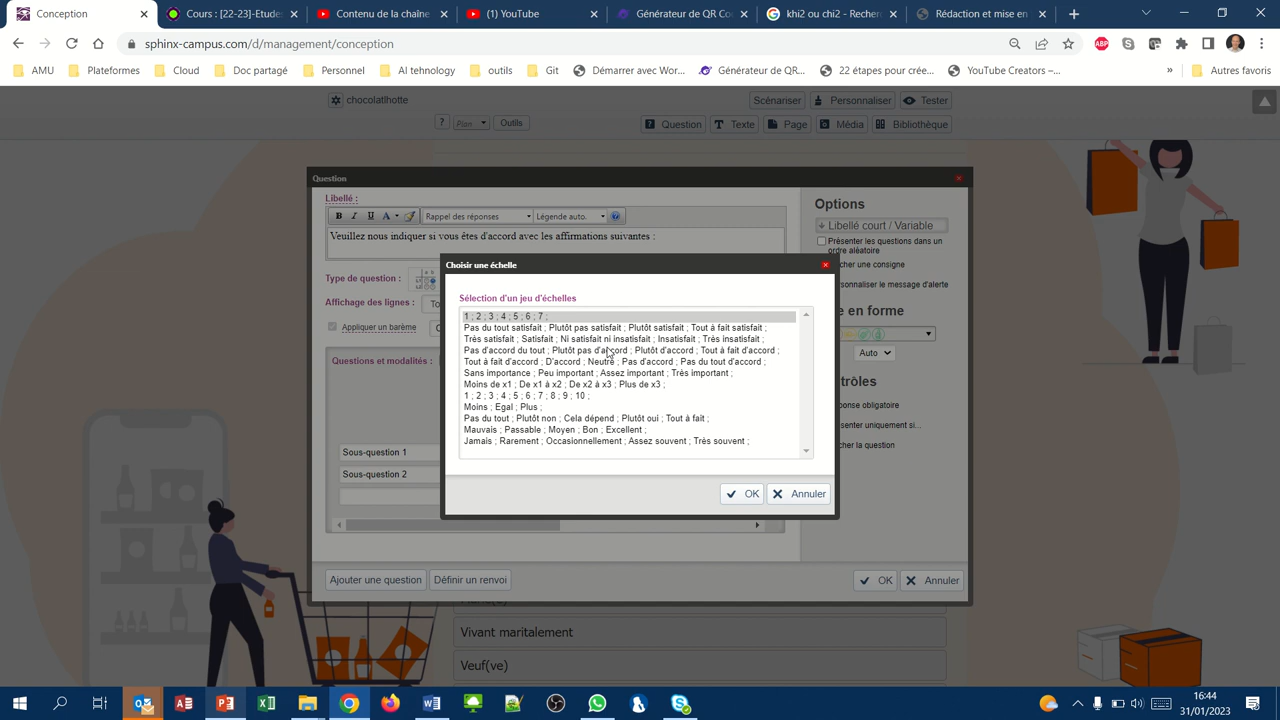 Conception
Cours : [22-23]-Etudes
Contenu de la chaîne
(1) YouTube
Générateur de QR Co
khi2 ou chi2 - Recher
Rédaction et mise en
sphinx-campus.com/d/management/conception
AMU
Plateformes
Cloud
Doc partagé
Personnel
AI tehnology
outils
Git
Démarrer avec Wor...
Générateur de QR...
22 étapes pour crée...
YouTube Creators –...
»
Autres favoris
chocolatlhotte
Scénariser
Personnaliser
Tester
?
Plan
Outils
Question
Texte
Page
Média
Bibliothèque
Question
Libellé :
B I U A
Rappel des réponses
Légende auto.
Veuillez nous indiquer si vous êtes d'accord avec les affirmations suivantes :
Type de question :
Affichage des lignes :
To
Appliquer un barème
Questions et modalités :
Sous-question 1
Sous-question 2
Options
Libellé court / Variable
Présenter les questions dans un
ordre aléatoire
cher une consigne
rsonnaliser le message d'alerte
e en forme
Auto
trôles
onse obligatoire
senter uniquement si...
cher la question
Choisir une échelle
Sélection d'un jeu d'échelles
1 ; 2 ; 3 ; 4 ; 5 ; 6 ; 7 ;
Pas du tout satisfait ; Plutôt pas satisfait ; Plutôt satisfait ; Tout à fait satisfait ;
Très satisfait ; Satisfait ; Ni satisfait ni insatisfait ; Insatisfait ; Très insatisfait ;
Pas d'accord du tout ; Plutôt pas d'accord ; Plutôt d'accord ; Tout à fait d'accord ;
Tout à fait d'accord ; D'accord ; Neutre ; Pas d'accord ; Pas du tout d'accord ;
Sans importance ; Peu important ; Assez important ; Très important ;
Moins de x1 ; De x1 à x2 ; De x2 à x3 ; Plus de x3 ;
1 ; 2 ; 3 ; 4 ; 5 ; 6 ; 7 ; 8 ; 9 ; 10 ;
Moins ; Egal ; Plus ;
Pas du tout ; Plutôt non ; Cela dépend ; Plutôt oui ; Tout à fait ;
Mauvais ; Passable ; Moyen ; Bon ; Excellent ;
Jamais ; Rarement ; Occasionnellement ; Assez souvent ; Très souvent ;
OK
Annuler
Ajouter une question
Définir un renvoi
OK
Annuler
Vivant maritalement
Veuf(ve)
16:44
31/01/2023